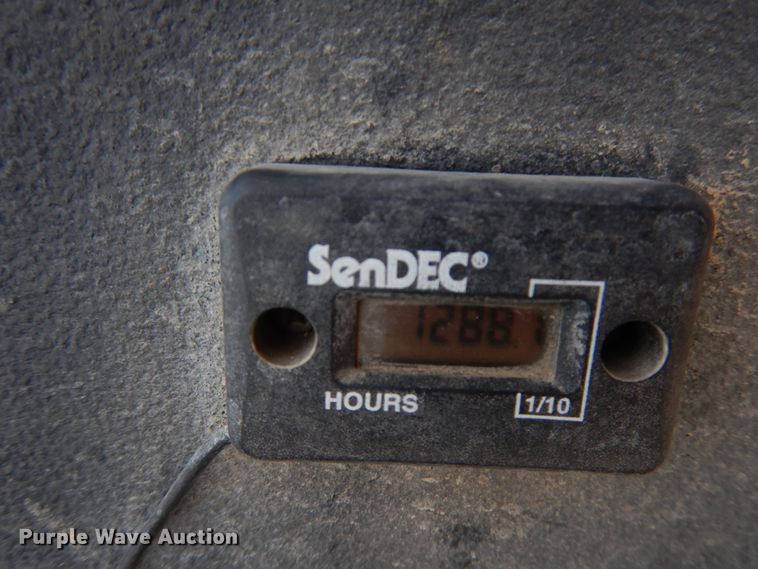 SenDEC®
1288
HOURS
1/10
Purple Wave Auction